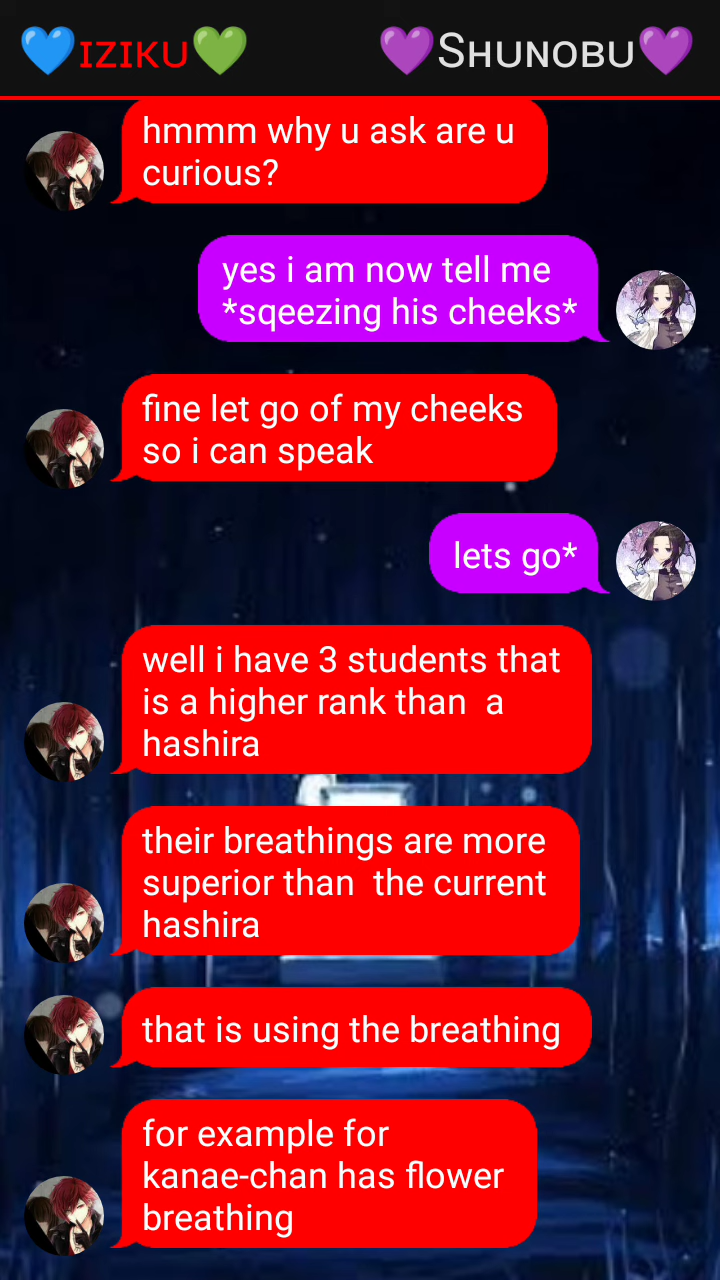 💙IZIKU💚
💜SHUNOBU💜
hmmm why u ask are u
curious?
yes i am now tell me
*sqeezing his cheeks*
fine let go of my cheeks
so i can speak
lets go*
well i have 3 students that
is a higher rank than  a
hashira
their breathings are more
superior than  the current
hashira
that is using the breathing
for example for
kanae-chan has flower
breathing